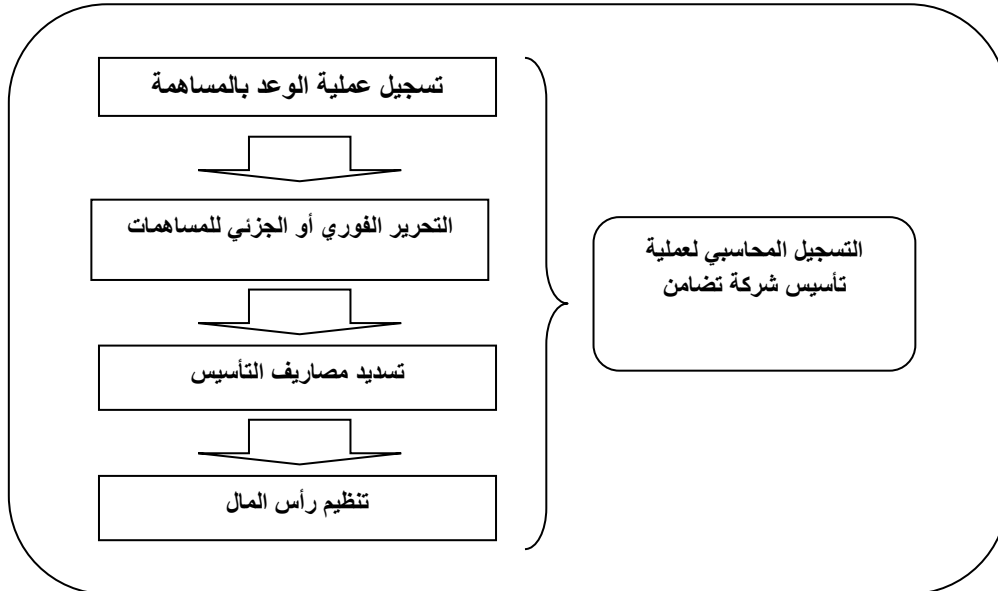 تسجيل عملية الوعد بالمساهمة
التحرير الفوري أو الجزئي للمساهمات
تسديد مصاريف التأسيس
تنظيم رأس المال
التسجيل المحاسبي لعملية
تأسيس شركة تضامن